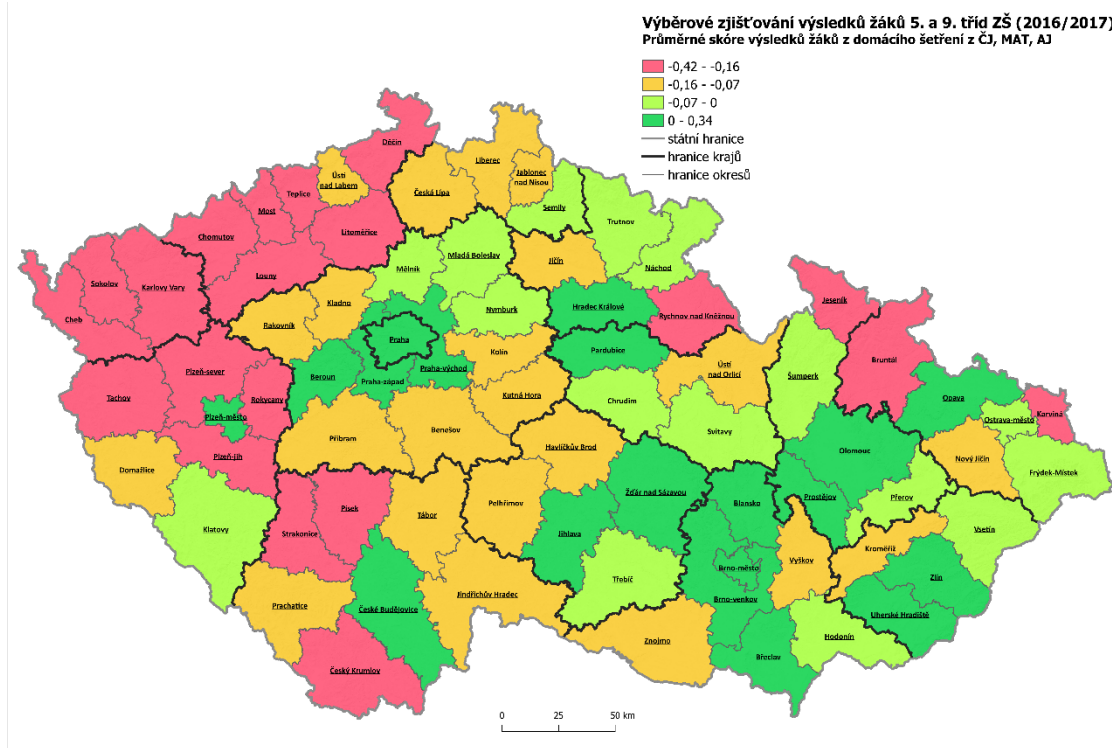 Výběrové zjišťování výsledků žáků 5. a 9. tříd ZŠ (2016/2017)
Průměrné skóre výsledků žáků z domácího šetření z ČJ, MAT, AJ
-0,42 - -0,16
-0,16 - -0,07
-0,07 - 0
0 - 0,34
státní hranice
hranice krajů
hranice okresů
Děčín
Ústí
nad Labem
Teplice
Most
Chomutov
Litoměřice
Louny
Česká Lípa
Liberec
Jablonec
nad Nisou
Semily
Trutnov
Náchod
Jičín
Mladá Boleslav
Mělník
Nymburk
Hradec Králové
Rychnov nad Kněžnou
Jeseník
Bruntál
Sokolov
Karlovy Vary
Cheb
Rakovník
Kladno
Praha
Kolín
Pardubice
Ústí
nad Orlicí
Šumperk
Opava
Karviná
Ostrava-město
Tachov
Plzeň-sever
Rokycany
Plzeň-město
Plzeň-jih
Beroun
Praha-západ
Praha-východ
Kutná Hora
Chrudim
Svitavy
Olomouc
Nový Jičín
Frýdek-Místek
Domažlice
Příbram
Benešov
Havlíčkův Brod
Klatovy
Písek
Strakonice
Tábor
Pelhřimov
Žďár nad Sázavou
Jihlava
Blansko
Prostějov
Přerov
Vsetín
Kroměříž
Vyškov
Třebíč
Brno-město
Brno-venkov
Zlín
Uherské Hradiště
Prachatice
České Budějovice
Jindřichův Hradec
Znojmo
Hodonín
Břeclav
Český Krumlov
0 25 50 km